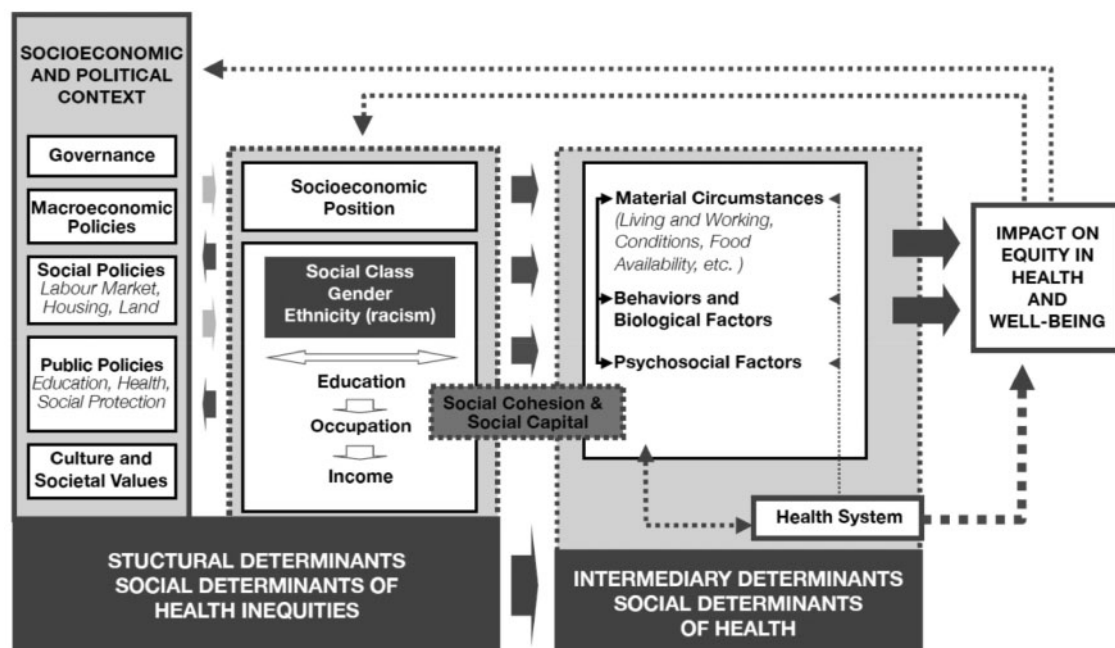 SOCIOECONOMIC
AND POLITICAL
CONTEXT
Governance
Macroeconomic
Policies
Social Policies
Labour Market,
Housing, Land
Public Policies
Education, Health,
Social Protection
Culture and
Societal Values
Socioeconomic
Position
Social Class
Gender
Ethnicity (racism)
Education
Occupation
Income
Social Cohesion &
Social Capital
Material Circumstances
(Living and Working,
Conditions, Food
Availability, etc. )
Behaviors and
Biological Factors
Psychosocial Factors
Health System
IMPACT ON
EQUITY IN
HEALTH
AND
WELL-BEING
STUCTURAL DETERMINANTS
SOCIAL DETERMINANTS OF
HEALTH INEQUITIES
INTERMEDIARY DETERMINANTS
SOCIAL DETERMINANTS
OF HEALTH